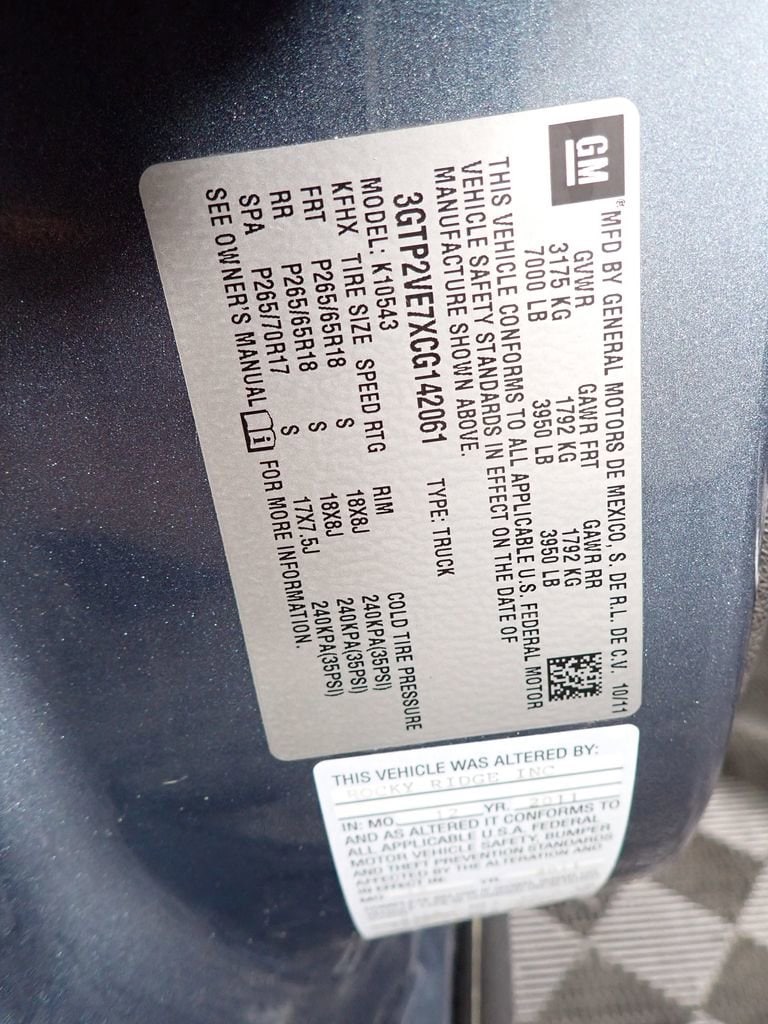 GM
® MFD BY GENERAL MOTORS DE MEXICO, S. DE R.L. DE C.V. 10/11
GVWR GAWR FRT GAWR RR
3175 KG 1792 KG 1792 KG
7000 LB 3950 LB 3950 LB
THIS VEHICLE CONFORMS TO ALL APPLICABLE U.S. FEDERAL MOTOR
VEHICLE SAFETY STANDARDS IN EFFECT ON THE DATE OF
MANUFACTURE SHOWN ABOVE.
3GTP2VE7XCG142061 TYPE: TRUCK
MODEL: K10543
KFHX TIRE SIZE SPEED RTG RIM COLD TIRE PRESSURE
FRT P265/65R18 S 18X8J 240KPA(35PSI)
RR P265/65R18 S 18X8J 240KPA(35PSI)
SPA P265/70R17 S 17X7.5J 240KPA(35PSI)
SEE OWNER'S MANUAL i FOR MORE INFORMATION.
THIS VEHICLE WAS ALTERED BY:
ROCKY RIDGE INC
IN: MO. 12 YR. 2011
AND AS ALTERED IT CONFORMS TO
ALL APPLICABLE U.S.A. FEDERAL
MOTOR VEHICLE SAFETY, BUMPER
AND THEFT PREVENTION STANDARDS
AFFECTED BY THE ALTERATION AND
IN EFFECT IN: YR.
MO.